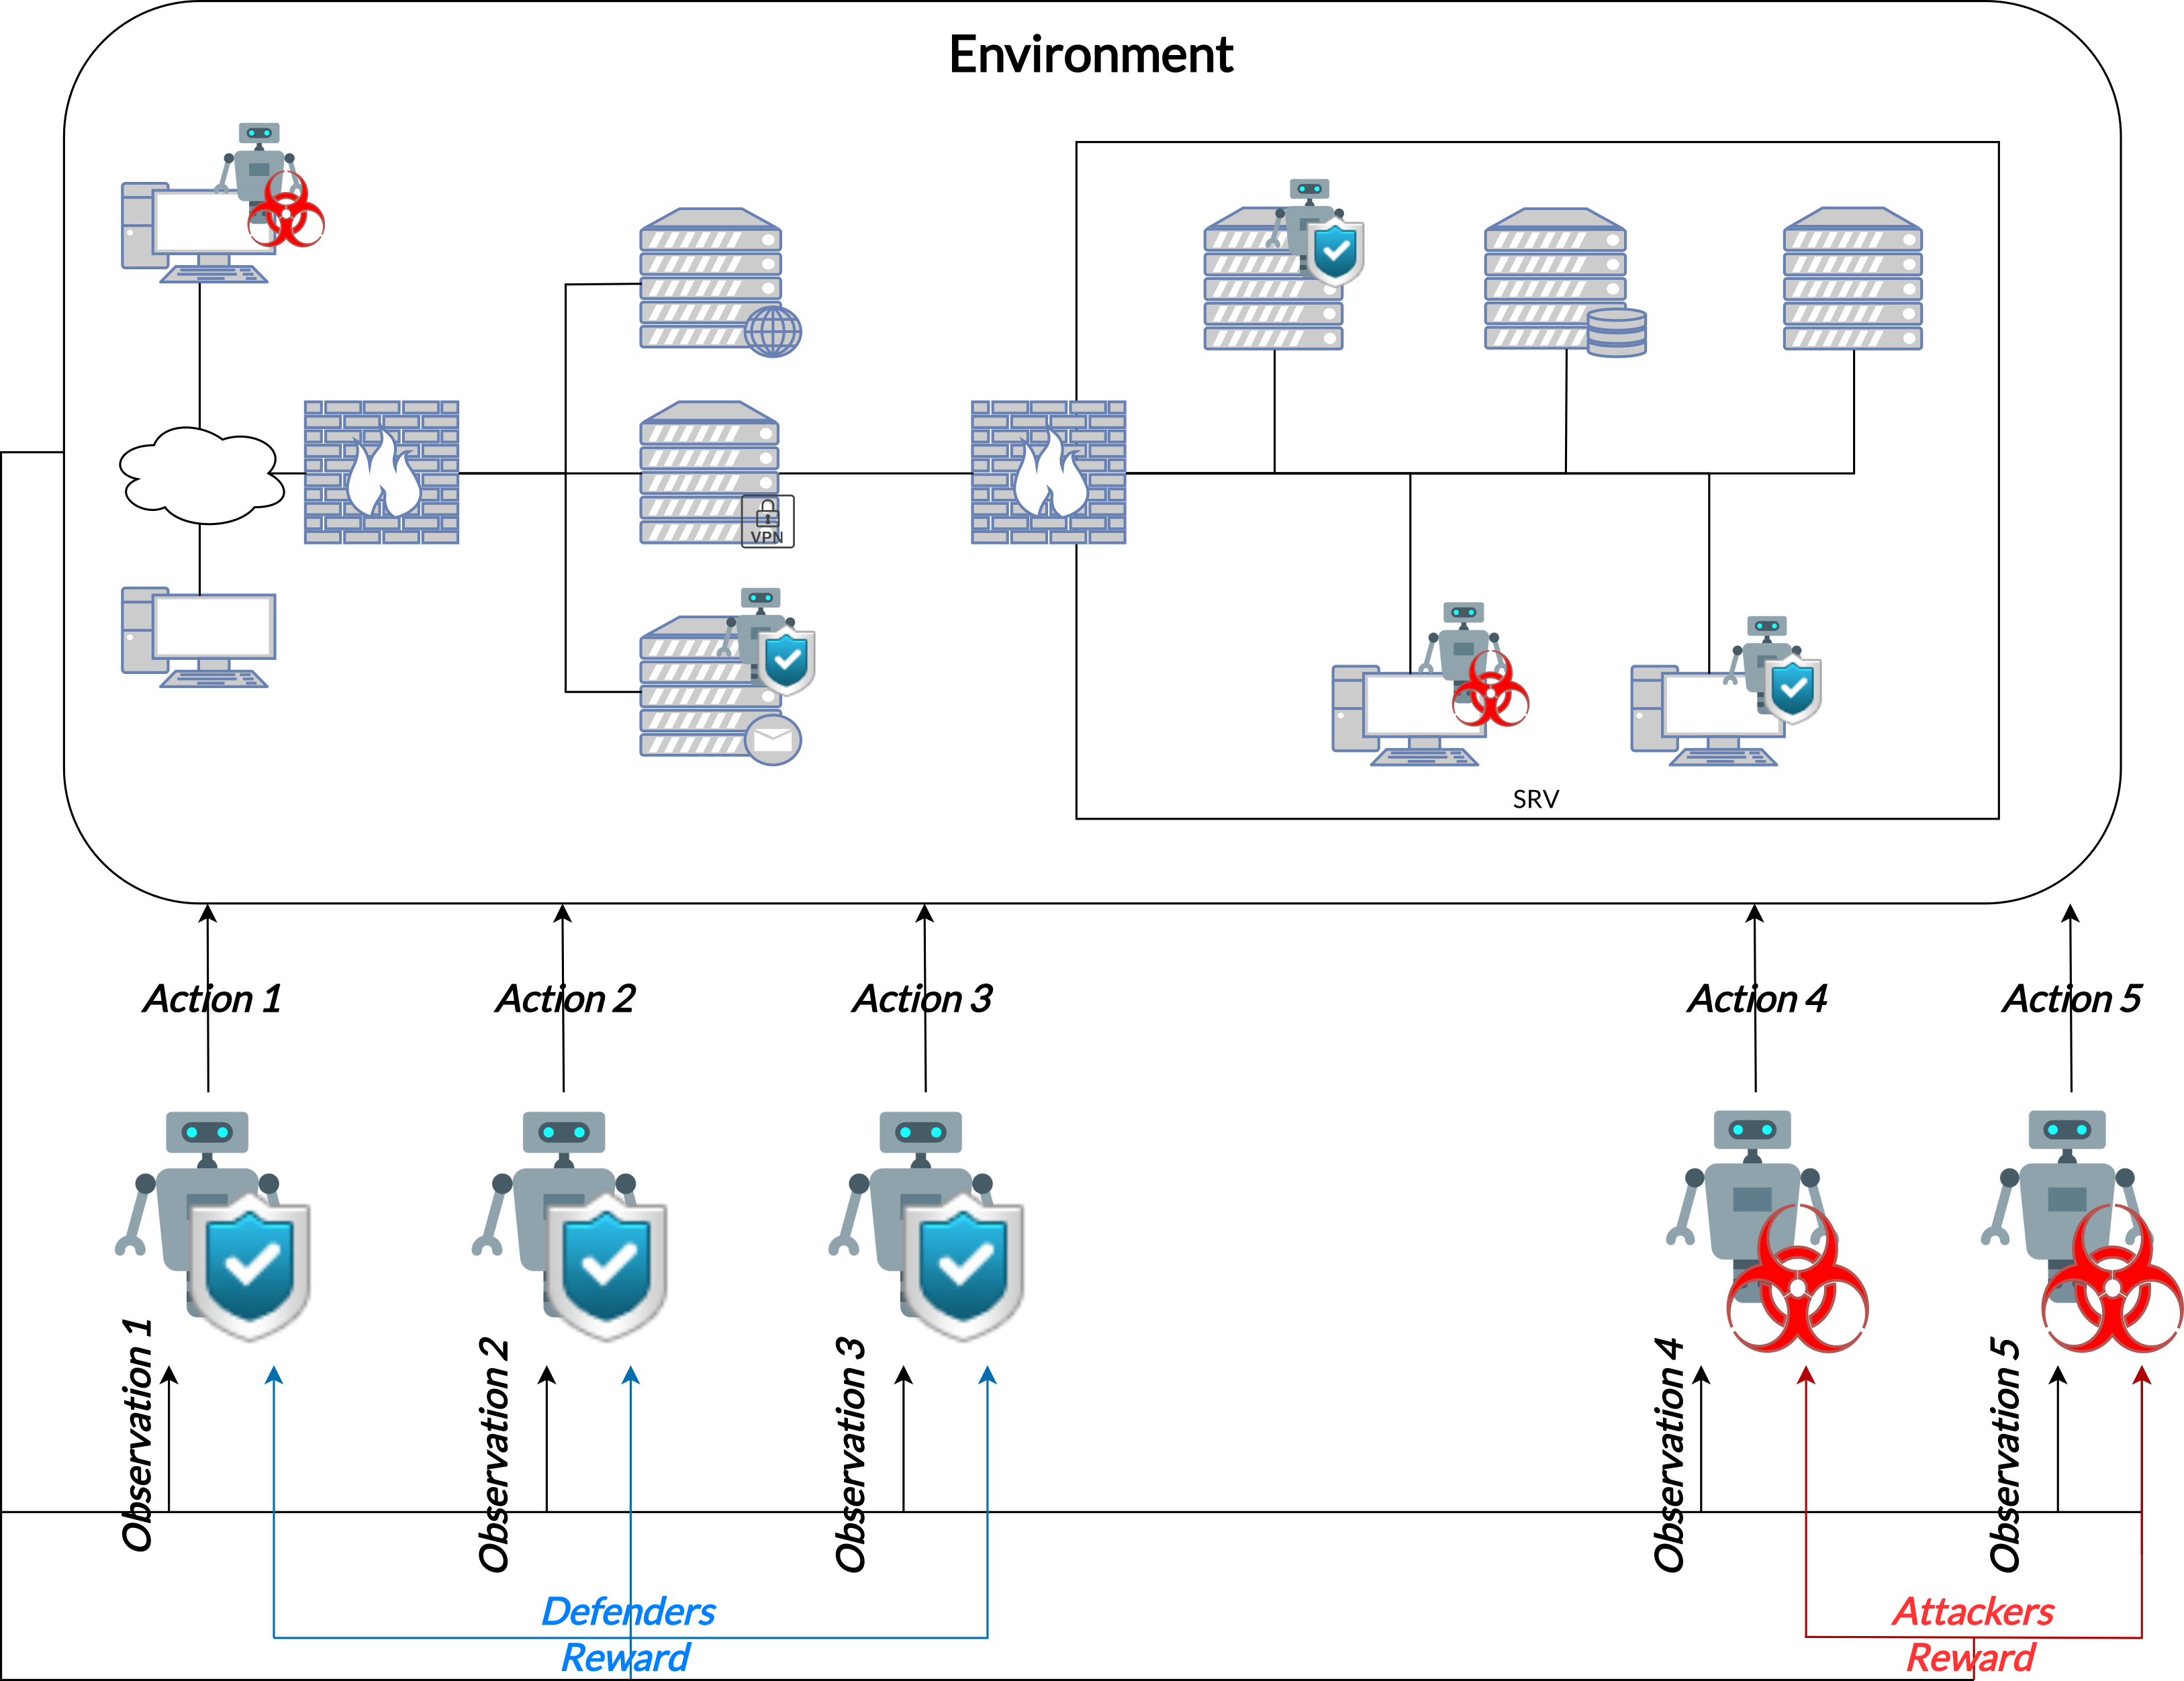 Environment
VPN
SRV
Action 1
Action 2
Action 3
Action 4
Action 5
Observation 1
Observation 2
Observation 3
Observation 4
Observation 5
Defenders
Reward
Attackers
Reward